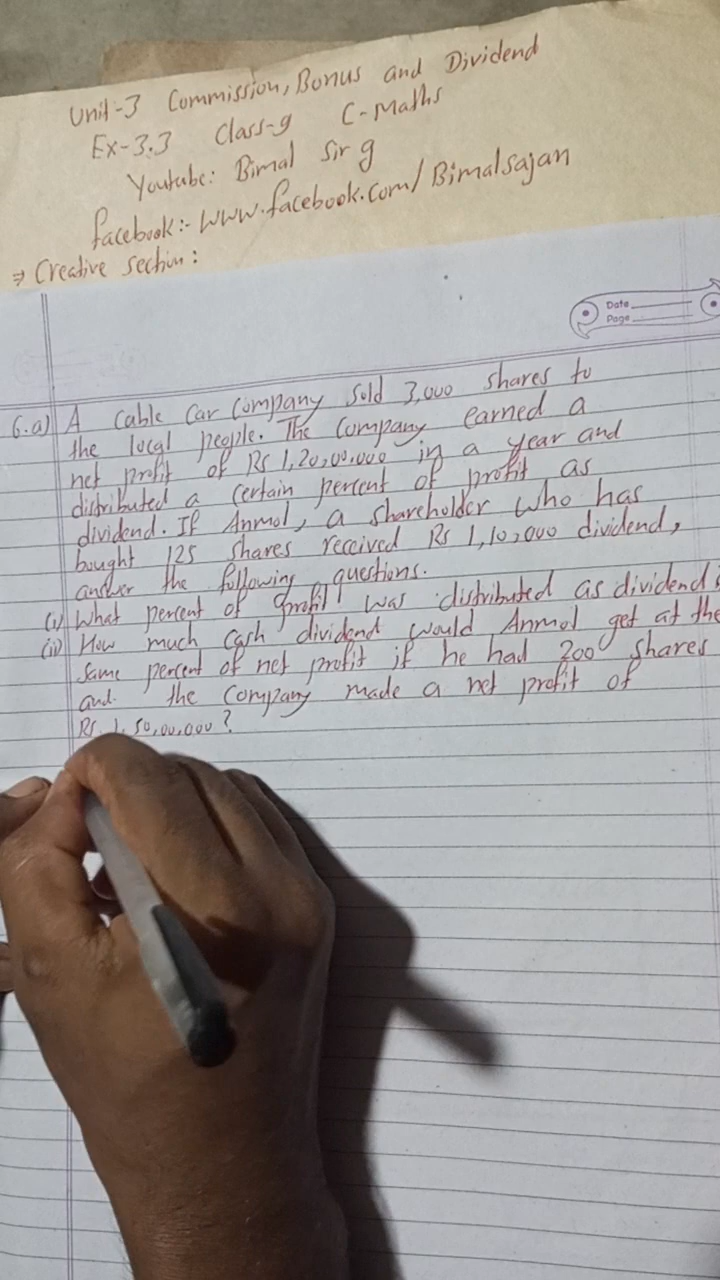 Unit-3 Commission, Bonus and Dividend
Ex-3.3 Class-9 C-Maths
Youtube: Bimal Sir g
facebook:- www.facebook.com/Bimalsajan
⇒ Creative section:
Date
Page
6.a) A Cable Car Company sold 3,000 shares to
the local people. The Company earned a
net profit of Rs 1,20,00,000 in a year and
distributed a certain percent of profit as
dividend. If Anmol, a shareholder who has
bought 125 shares received Rs 1,10,000 dividend,
answer the following questions.
(i) What percent of profit was distributed as dividend?
(ii) How much cash dividend would Anmol get at the
same percent of net profit if he had 200 shares
and the company made a net profit of
Rs. 1,50,00,000?